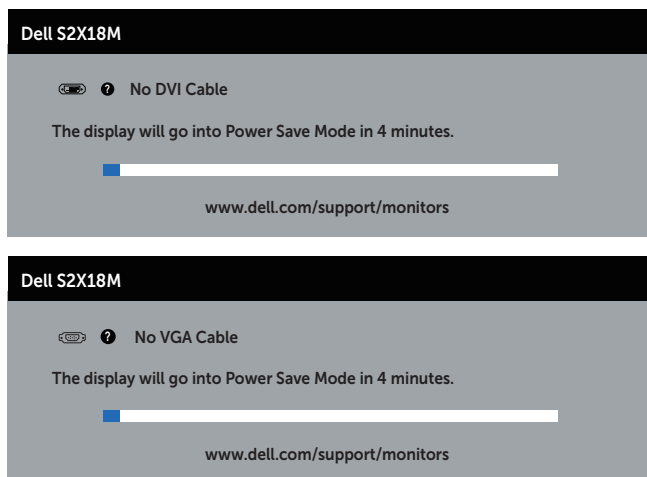 Dell S2X18M
? No DVI Cable
The display will go into Power Save Mode in 4 minutes.
www.dell.com/support/monitors
Dell S2X18M
? No VGA Cable
The display will go into Power Save Mode in 4 minutes.
www.dell.com/support/monitors